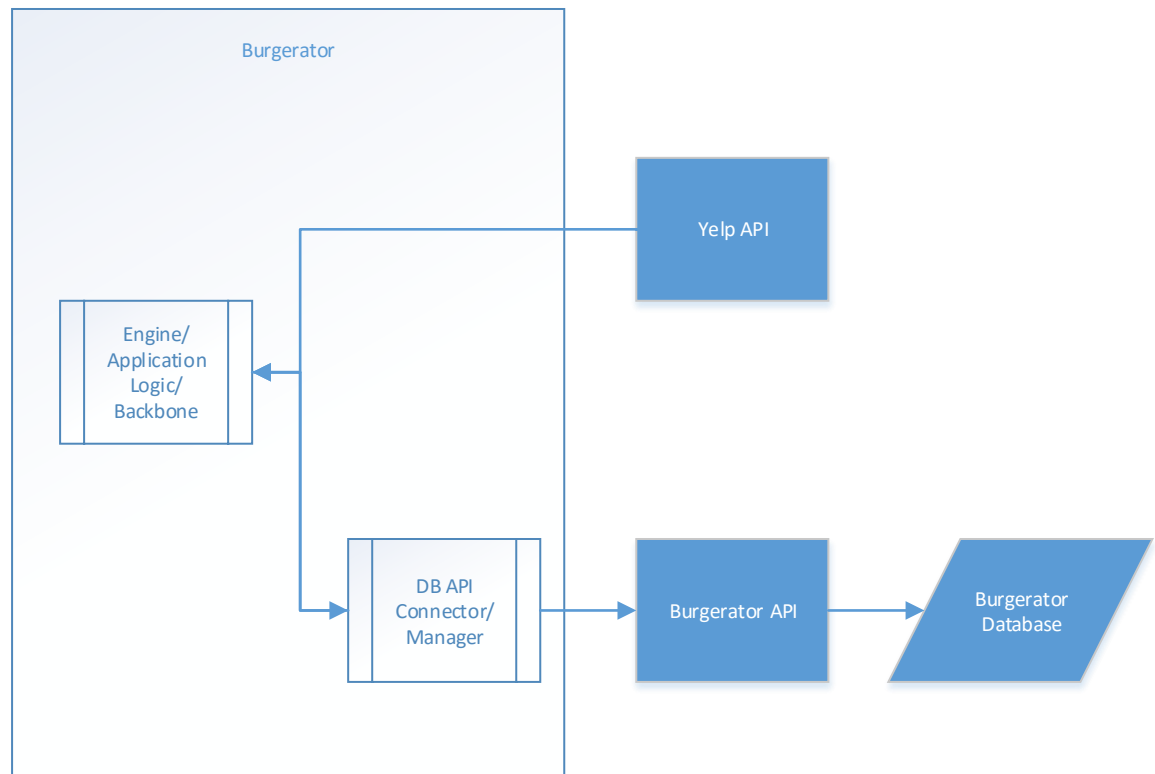 Burgerator
Yelp API
Engine/
Application
Logic/
Backbone
DB API
Connector/
Manager
Burgerator API
Burgerator
Database